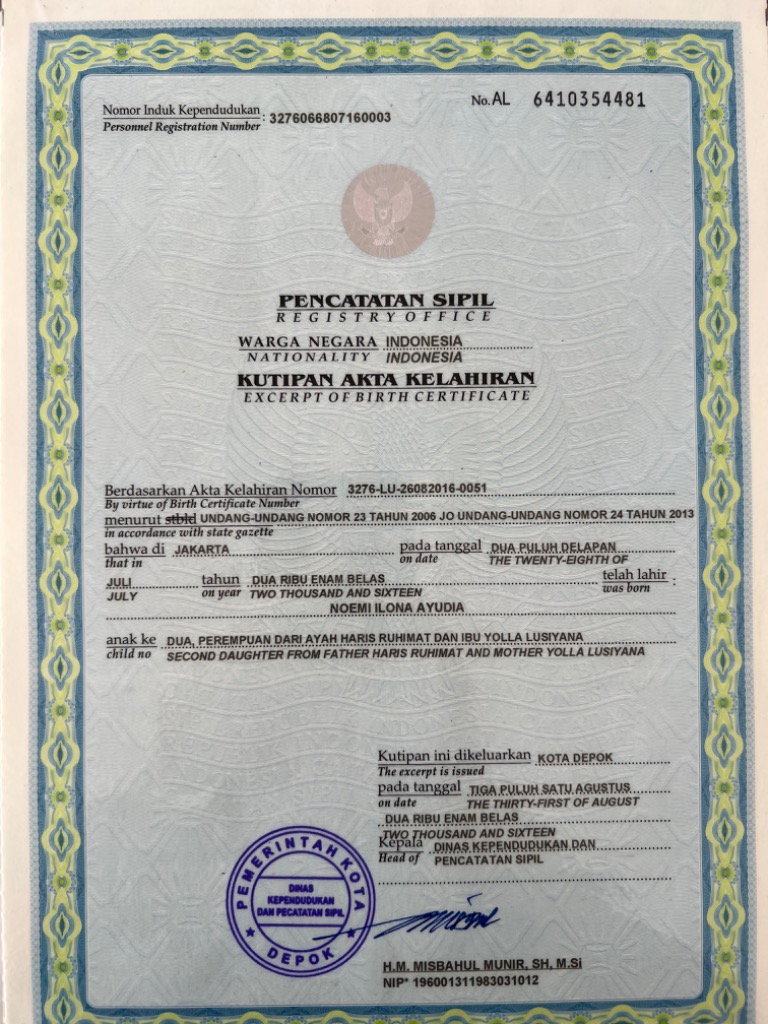 No. AL 6410354481
Nomor Induk Kependudukan : 3276066807160003
Personnel Registration Number
PENCATATAN SIPIL
REGISTRY OFFICE
WARGA NEGARA INDONESIA
NATIONALITY INDONESIA
KUTIPAN AKTA KELAHIRAN
EXCERPT OF BIRTH CERTIFICATE
Berdasarkan Akta Kelahiran Nomor 3276-LU-26082016-0051
By virtue of Birth Certificate Number
menurut stbld UNDANG-UNDANG NOMOR 23 TAHUN 2006 JO UNDANG-UNDANG NOMOR 24 TAHUN 2013
in accordance with state gazette
bahwa di JAKARTA pada tanggal DUA PULUH DELAPAN
that in on date THE TWENTY-EIGHTH OF
JULI tahun DUA RIBU ENAM BELAS telah lahir :
JULY on year TWO THOUSAND AND SIXTEEN was born
NOEMI ILONA AYUDIA
anak ke DUA, PEREMPUAN DARI AYAH HARIS RUHIMAT DAN IBU YOLLA LUSIYANA
child no SECOND DAUGHTER FROM FATHER HARIS RUHIMAT AND MOTHER YOLLA LUSIYANA
Kutipan ini dikeluarkan KOTA DEPOK
The excerpt is issued
pada tanggal TIGA PULUH SATU AGUSTUS
on date THE THIRTY-FIRST OF AUGUST
DUA RIBU ENAM BELAS
TWO THOUSAND AND SIXTEEN
Kepala DINAS KEPENDUDUKAN DAN
Head of PENCATATAN SIPIL
PEMERINTAH KOTA
DINAS
KEPENDUDUKAN
DAN PECATATAN SIPIL
DEPOK
H.M. MISBAHUL MUNIR, SH, M.Si
NIP* 196001311983031012